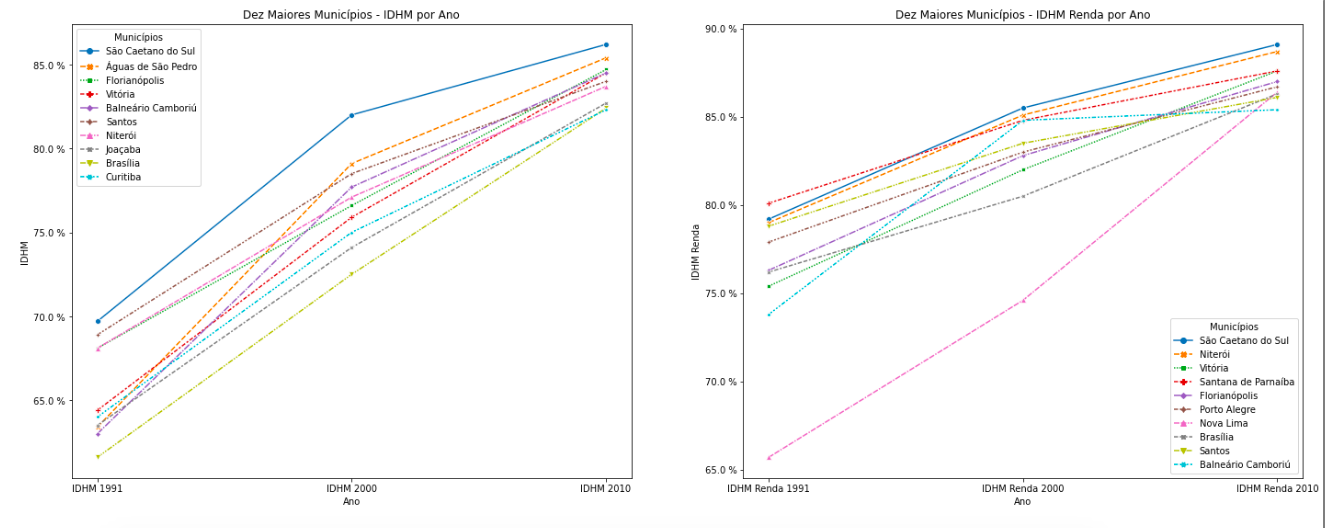 Dez Maiores Municípios - IDHM por Ano
85.0 %
80.0 %
75.0 %
70.0 %
65.0 %
IDHM
Municípios
São Caetano do Sul
Águas de São Pedro
Florianópolis
Vitória
Balneário Camboriú
Santos
Niterói
Joaçaba
Brasília
Curitiba
IDHM 1991
IDHM 2000
IDHM 2010
Ano
Dez Maiores Municípios - IDHM Renda por Ano
90.0 %
85.0 %
80.0 %
75.0 %
70.0 %
65.0 %
IDHM Renda
Municípios
São Caetano do Sul
Niterói
Vitória
Santana de Parnaíba
Florianópolis
Porto Alegre
Nova Lima
Brasília
Santos
Balneário Camboriú
IDHM Renda 1991
IDHM Renda 2000
IDHM Renda 2010
Ano